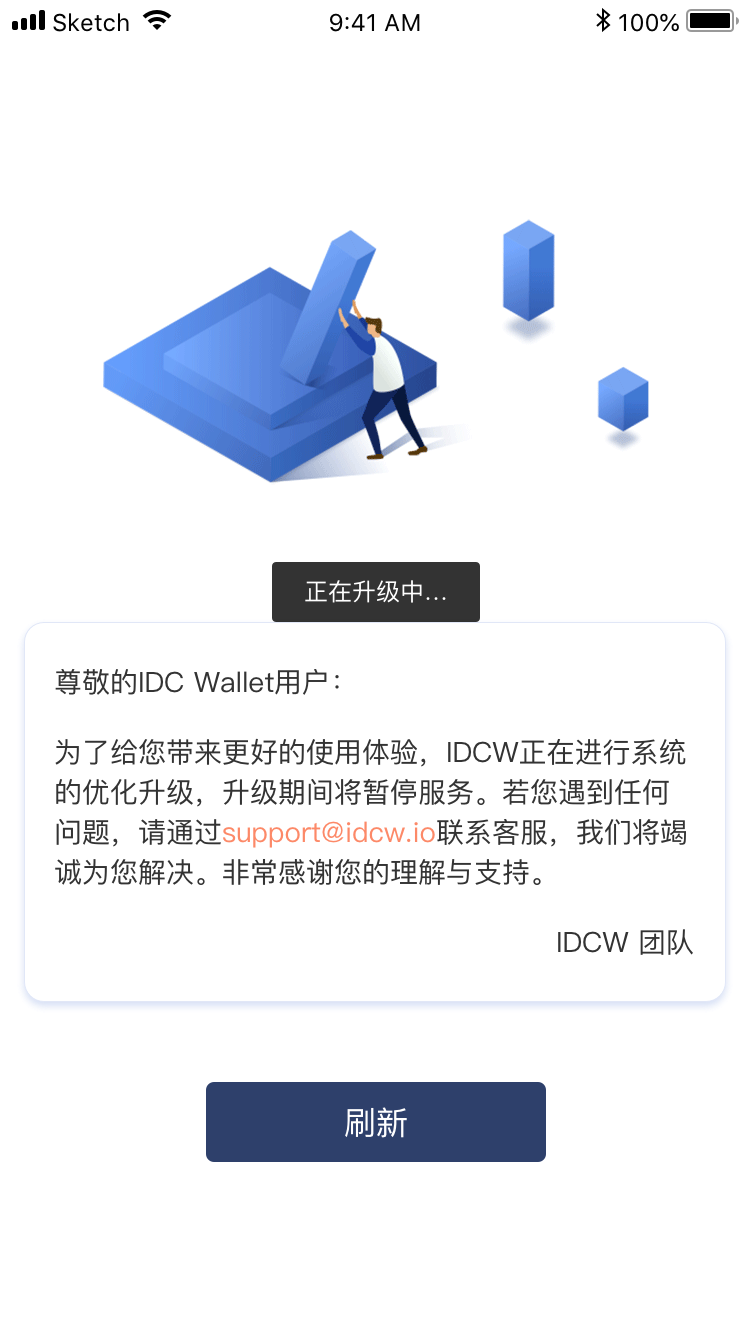 Sketch 9:41 AM 100%
正在升级中...
尊敬的IDC Wallet用户：
为了给您带来更好的使用体验，IDCW正在进行系统
的优化升级，升级期间将暂停服务。若您遇到任何
问题，请通过support@idcw.io联系客服，我们将竭
诚为您解决。非常感谢您的理解与支持。
IDCW 团队
刷新